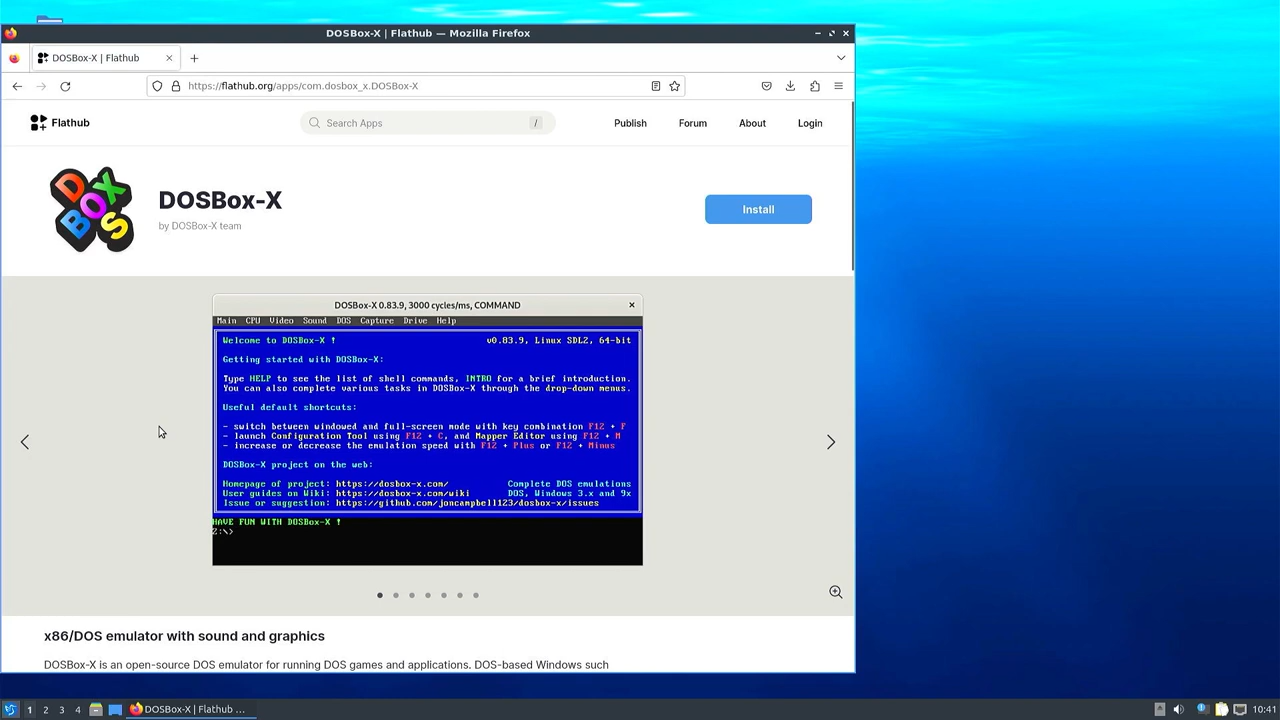 DOSBox-X | Flathub — Mozilla Firefox
DOSBox-X | Flathub
https://flathub.org/apps/com.dosbox_x.DOSBox-X
Flathub
Search Apps
/
Publish
Forum
About
Login
DOSBOX
DOSBox-X
by DOSBox-X team
Install
DOSBox-X 0.83.9, 3000 cycles/ms, COMMAND
Main CPU Video Sound DOS Capture Drive Help
Welcome to DOSBox-X ! v0.83.9, Linux SDL2, 64-bit
Getting started with DOSBox-X:
Type HELP to see the list of shell commands, INTRO for a brief introduction.
You can also complete various tasks in DOSBox-X through the drop-down menus.
Useful default shortcuts:
- switch between windowed and full-screen mode with key combination F12 + F
- launch Configuration Tool using F12 + C, and Mapper Editor using F12 + M
- increase or decrease the emulation speed with F12 + Plus or F12 + Minus
DOSBox-X project on the web:
Homepage of project: https://dosbox-x.com/ Complete DOS emulations
User guides on Wiki: https://dosbox-x.com/wiki DOS, Windows 3.x and 9x
Issue or suggestion: https://github.com/joncampbell123/dosbox-x/issues
HAVE FUN WITH DOSBox-X !
Z:\>
x86/DOS emulator with sound and graphics
DOSBox-X is an open-source DOS emulator for running DOS games and applications. DOS-based Windows such
1 2 3 4
DOSBox-X | Flathub ...
10:41